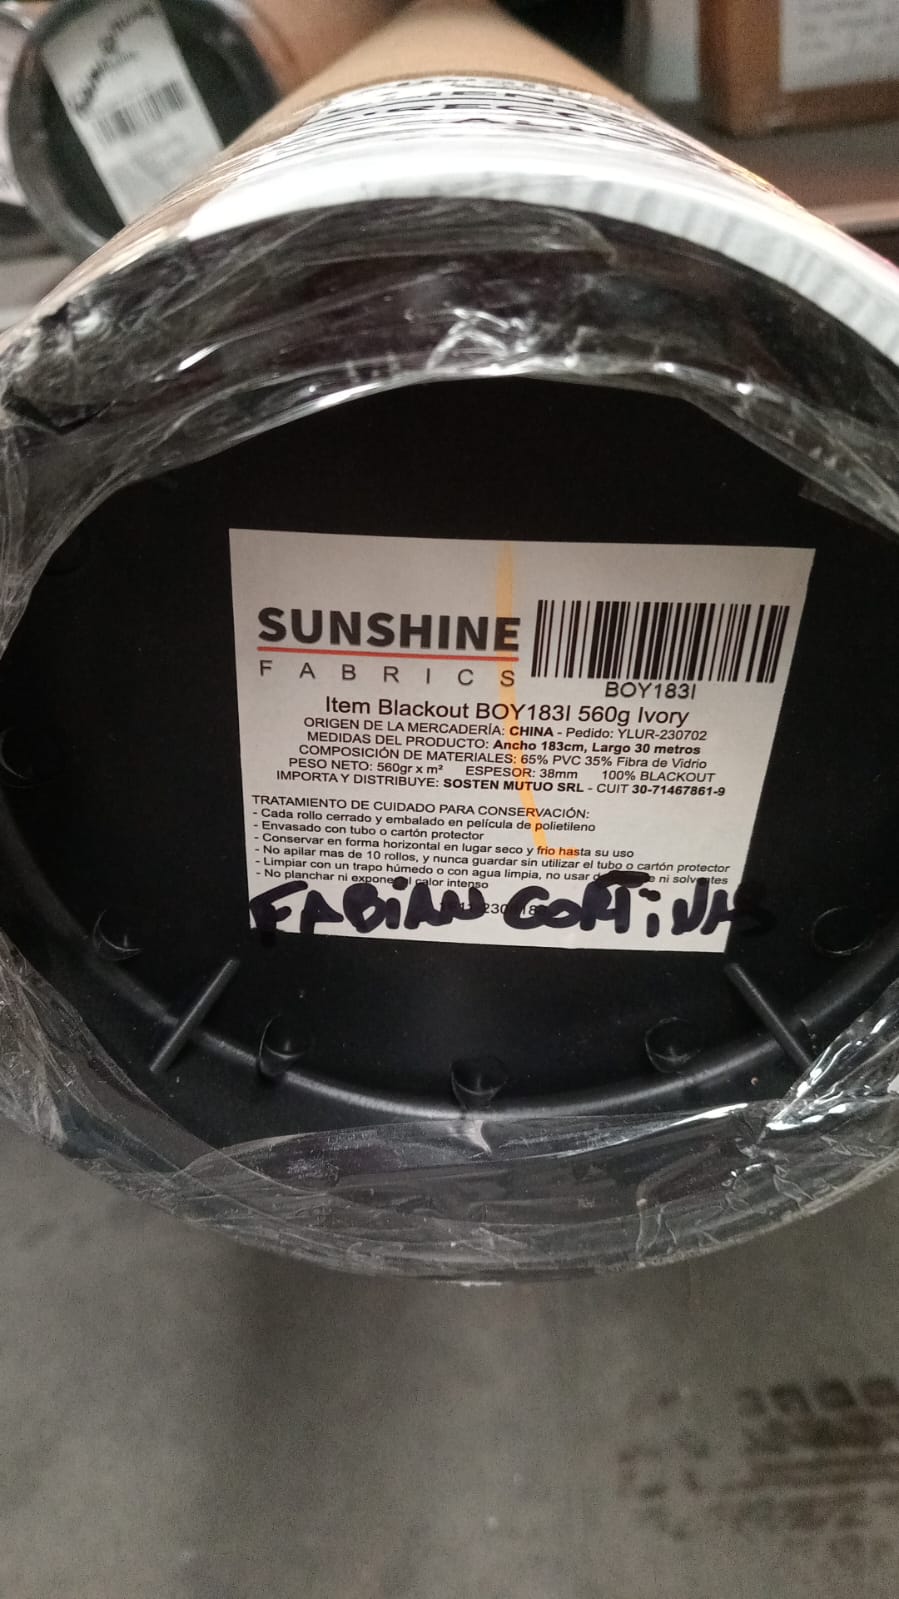 SUNSHINE
FABRICS
BOY183I
Item Blackout BOY183I 560g Ivory
ORIGEN DE LA MERCADERÍA: CHINA - Pedido: YLUR-230702
MEDIDAS DEL PRODUCTO: Ancho 183cm, Largo 30 metros
COMPOSICIÓN DE MATERIALES: 65% PVC 35% Fibra de Vidrio
PESO NETO: 560gr x m² ESPESOR: 38mm 100% BLACKOUT
IMPORTA Y DISTRIBUYE: SOSTEN MUTUO SRL - CUIT 30-71467861-9
TRATAMIENTO DE CUIDADO PARA CONSERVACIÓN:
- Cada rollo cerrado y embalado en película de polietileno
- Envasado con tubo o cartón protector
- Conservar en forma horizontal en lugar seco y frio hasta su uso
- No apilar mas de 10 rollos, y nunca guardar sin utilizar el tubo o cartón protector
- Limpiar con un trapo húmedo o con agua limpia, no usar ni solventes
- No planchar ni exponer al calor intenso
FABiAN CORTiNAS